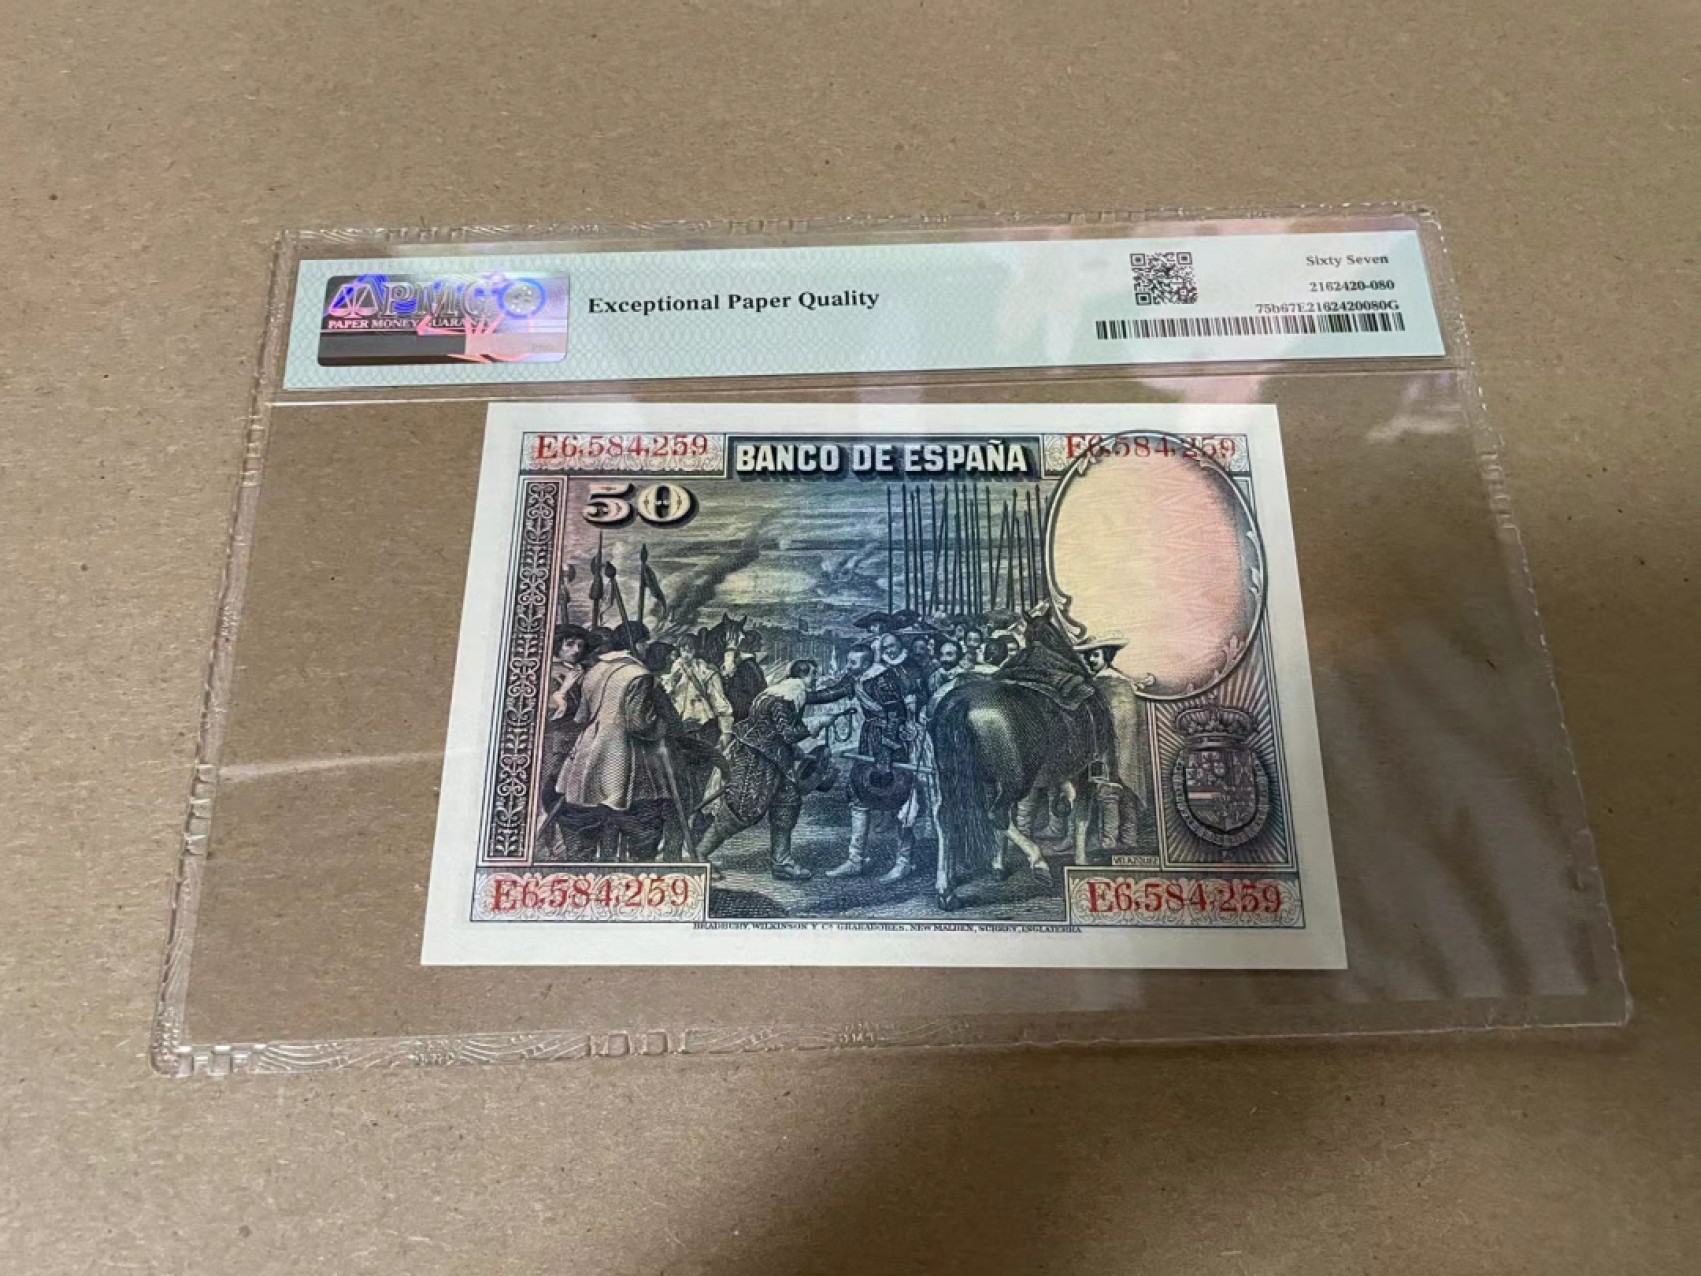 PMG
PAPER MONEY GUARANTY
Exceptional Paper Quality
Sixty Seven
2162420-080
75b67E2162420080G
E6,584,259
BANCO DE ESPAÑA
E6,584,259
50
VELAZQUEZ
E6,584,259
E6,584,259
BRADBURY, WILKINSON Y Cª GRABADORES, NEW MALDEN, SURREY, INGLATERRA